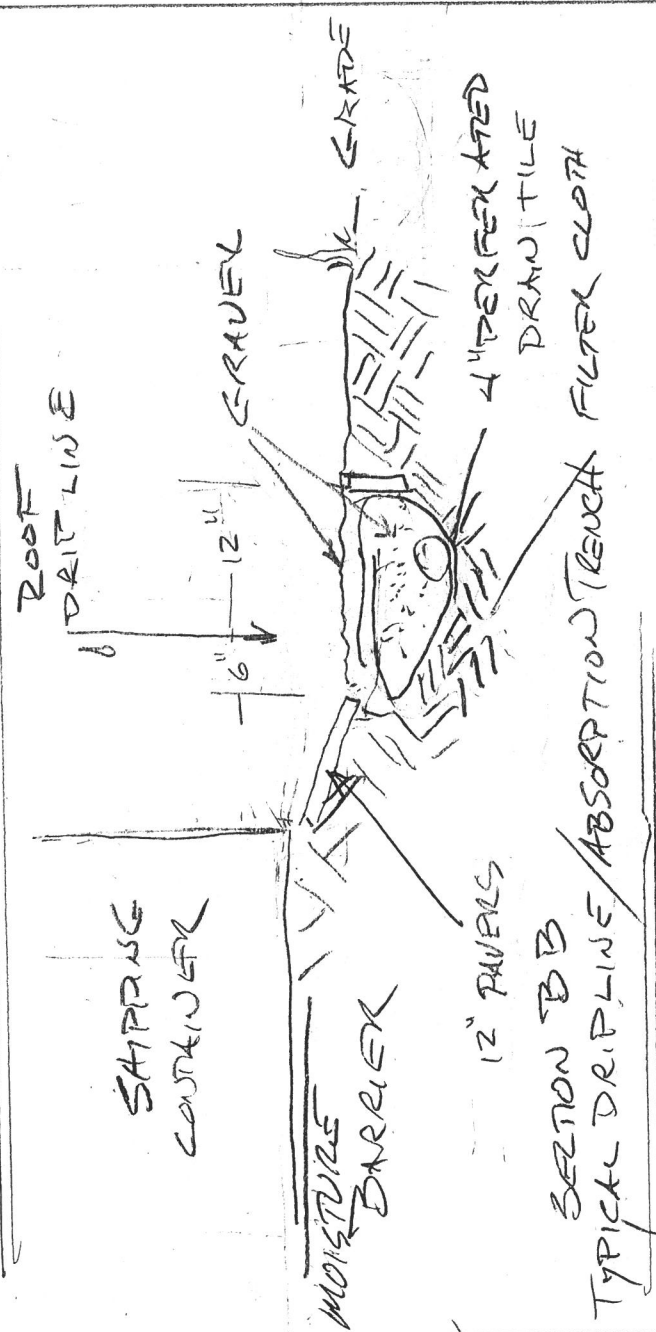 ROOF
DRIP LINE
6" 12"
GRAVEL
GRADE
SHIPPING
CONTAINER
MOISTURE
BARRIER
12" PAVERS
4" PERFERATED
DRAIN TILE
FILTER CLOTH
SECTION BB
TYPICAL DRIPLINE/ABSORPTION TRENCH